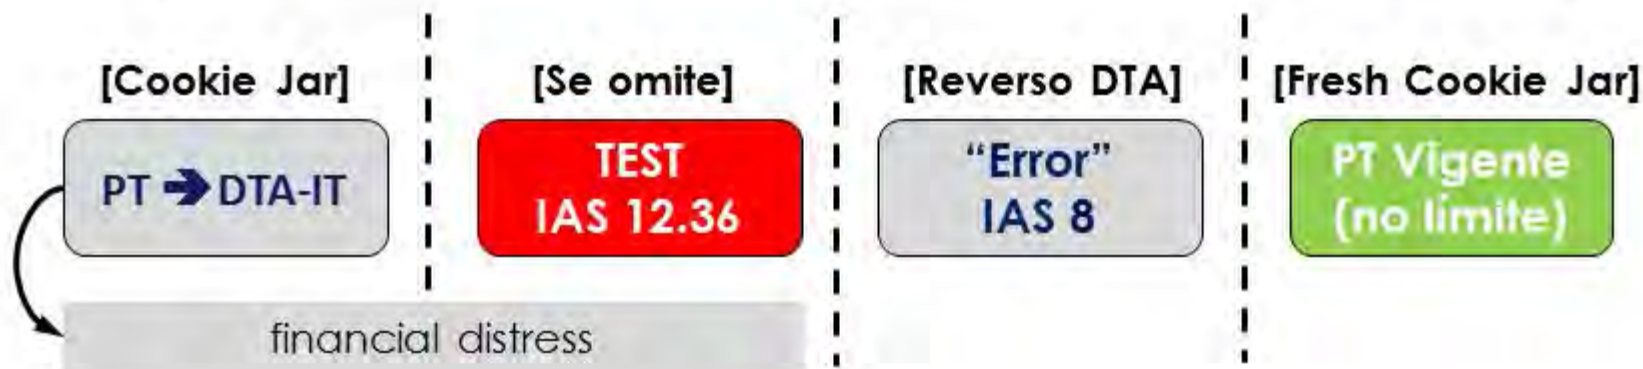 [Cookie Jar]
[Se omite]
[Reverso DTA]
[Fresh Cookie Jar]
PT ➔ DTA-IT
TEST
IAS 12.36
“Error”
IAS 8
PT Vigente
(no límite)
financial distress